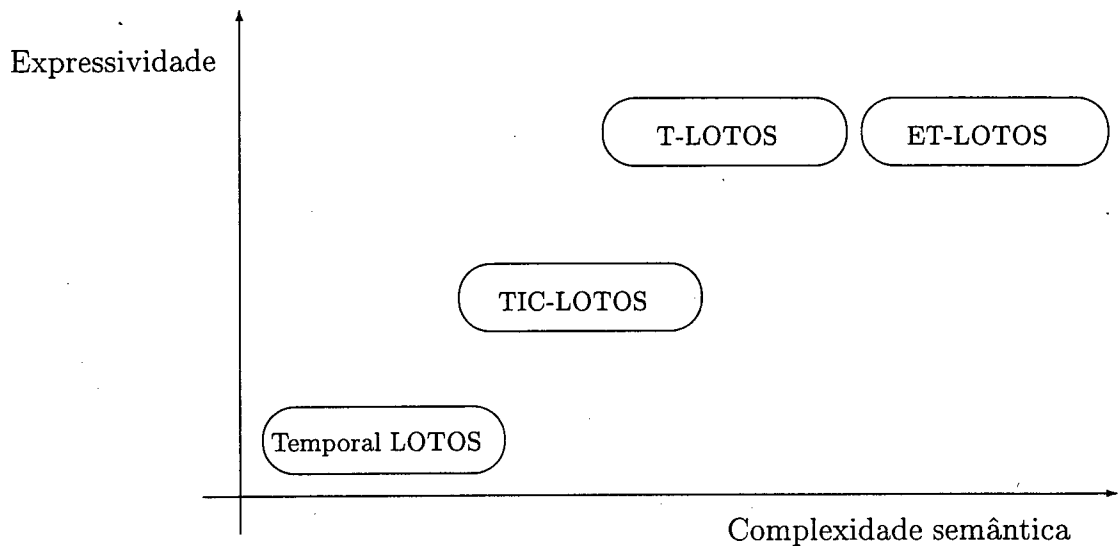 Expressividade
T-LOTOS
ET-LOTOS
TIC-LOTOS
Temporal LOTOS
Complexidade semântica